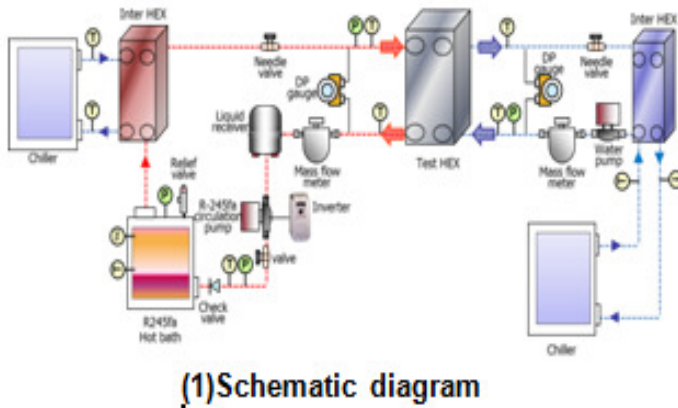 Inter HEX
Inter HEX
T
P
T
T
Needle
valve
Needle
valve
DP
gauge
DP
gauge
T
Chiller
Liquid
receiver
T
T
P
Mass flow
meter
Test HEX
Mass flow
meter
Water
pump
Relief
valve
P
R-245fa
circulation
pump
Inverter
T
T
valve
T
P
Check
valve
R245fa
Hot bath
Chiller
(1)Schematic diagram